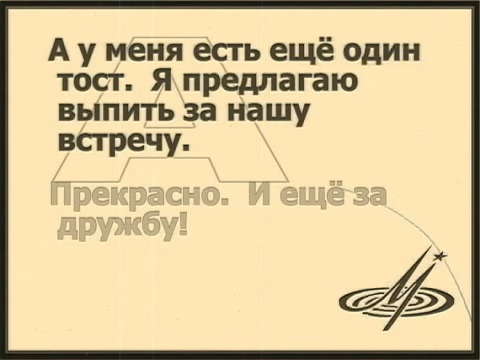 А у меня есть ещё один
тост. Я предлагаю
выпить за нашу
встречу.
Прекрасно. И ещё за
дружбу!